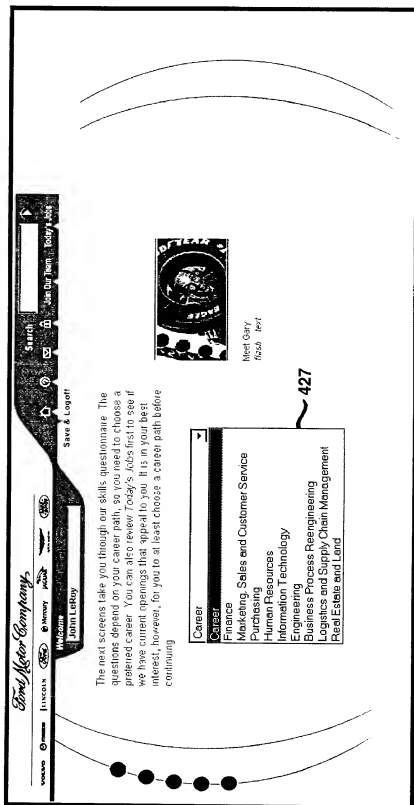 Ford Motor Company,
VOLVO mazda LINCOLN Ford Mercury JAGUAR
Search
Join Our Team Today's Jobs
Welcome
John LeRoy
Save & Logoff!
The next screens take you through our skills questionnaire. The
questions depend on your career path, so you need to choose a
preferred career. You can also review Today's Jobs first to see if
we have current openings that appeal to you. It is in your best
interest, however, for you to at least choose a career path before
continuing
EAGLE
Meet Gary
flash text
Career
Career
Finance
Marketing, Sales and Customer Service
Purchasing
Human Resources
Information Technology
Engineering
Business Process Reengineering
Logistics and Supply Chain Management
Real Estate and Land
427